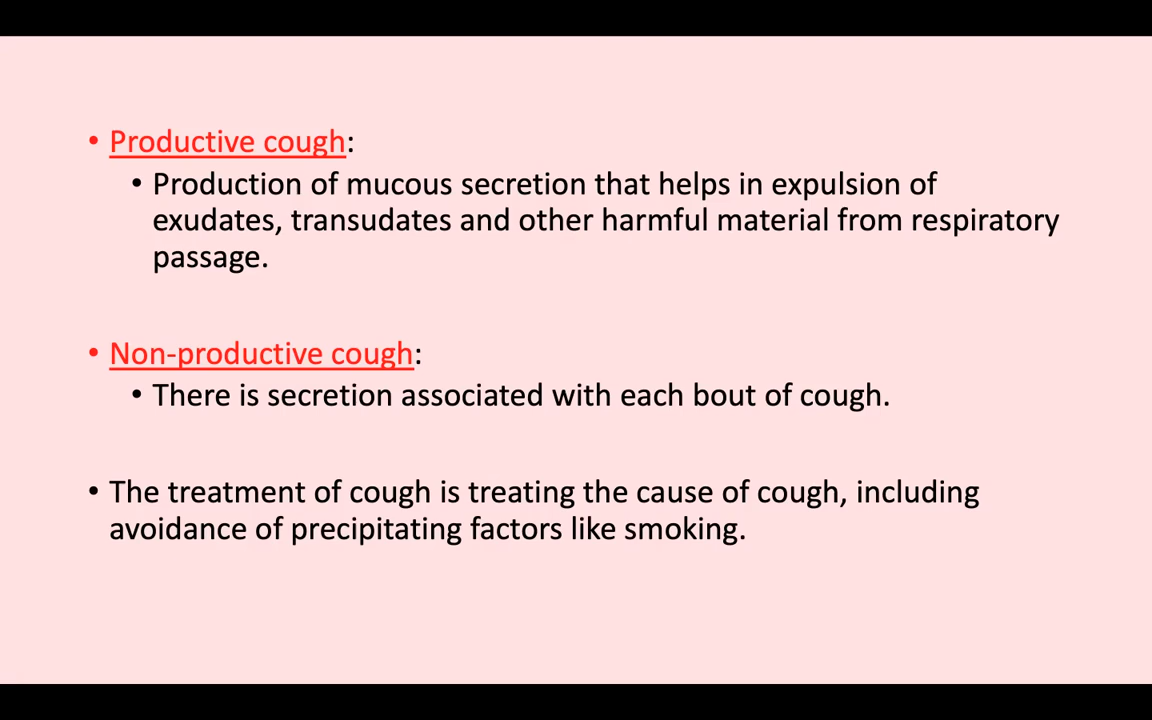 • Productive cough:
• Production of mucous secretion that helps in expulsion of
exudates, transudates and other harmful material from respiratory
passage.
• Non-productive cough:
• There is secretion associated with each bout of cough.
• The treatment of cough is treating the cause of cough, including
avoidance of precipitating factors like smoking.